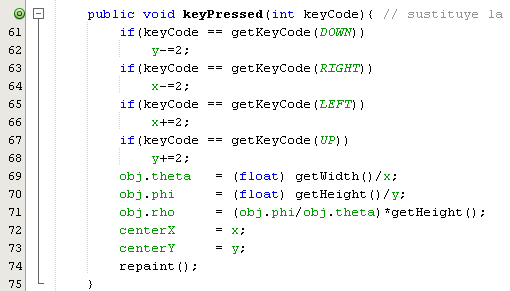 public void keyPressed(int keyCode){ // sustituye la
61 if(keyCode == getKeyCode(DOWN))
62 y-=2;
63 if(keyCode == getKeyCode(RIGHT))
64 x-=2;
65 if(keyCode == getKeyCode(LEFT))
66 x+=2;
67 if(keyCode == getKeyCode(UP))
68 y+=2;
69 obj.theta = (float) getWidth()/x;
70 obj.phi = (float) getHeight()/y;
71 obj.rho = (obj.phi/obj.theta)*getHeight();
72 centerX = x;
73 centerY = y;
74 repaint();
75 }